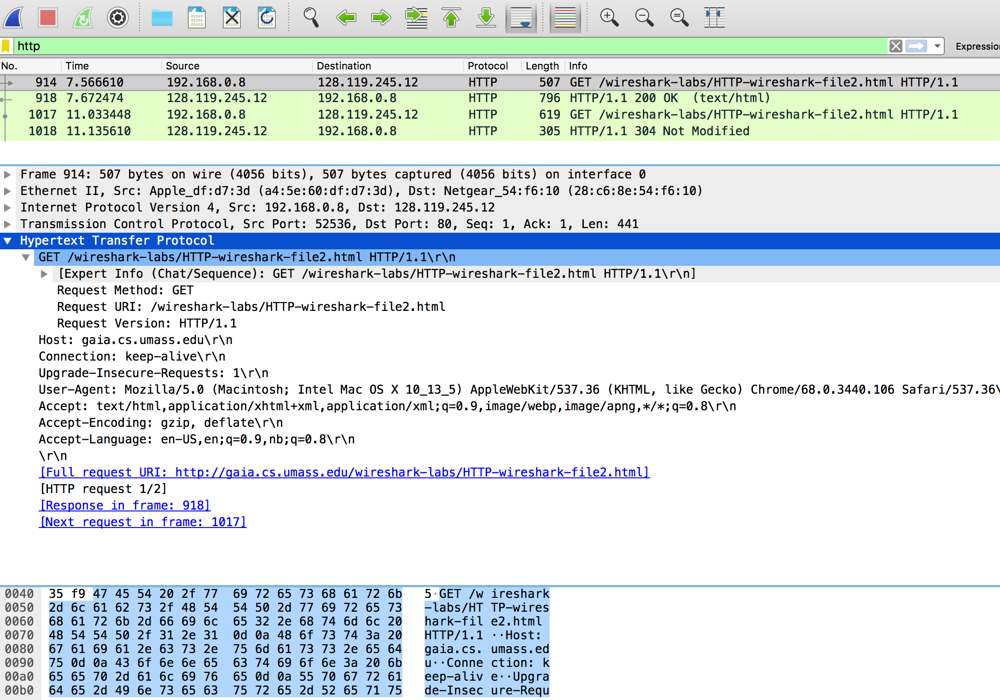 http
Expression
No. Time Source Destination Protocol Length Info
914 7.566610 192.168.0.8 128.119.245.12 HTTP 507 GET /wireshark-labs/HTTP-wireshark-file2.html HTTP/1.1
918 7.672474 128.119.245.12 192.168.0.8 HTTP 796 HTTP/1.1 200 OK (text/html)
1017 11.033448 192.168.0.8 128.119.245.12 HTTP 619 GET /wireshark-labs/HTTP-wireshark-file2.html HTTP/1.1
1018 11.135610 128.119.245.12 192.168.0.8 HTTP 305 HTTP/1.1 304 Not Modified
Frame 914: 507 bytes on wire (4056 bits), 507 bytes captured (4056 bits) on interface 0
Ethernet II, Src: Apple_df:d7:3d (a4:5e:60:df:d7:3d), Dst: Netgear_54:f6:10 (28:c6:8e:54:f6:10)
Internet Protocol Version 4, Src: 192.168.0.8, Dst: 128.119.245.12
Transmission Control Protocol, Src Port: 52536, Dst Port: 80, Seq: 1, Ack: 1, Len: 441
Hypertext Transfer Protocol
GET /wireshark-labs/HTTP-wireshark-file2.html HTTP/1.1\r\n
[Expert Info (Chat/Sequence): GET /wireshark-labs/HTTP-wireshark-file2.html HTTP/1.1\r\n]
Request Method: GET
Request URI: /wireshark-labs/HTTP-wireshark-file2.html
Request Version: HTTP/1.1
Host: gaia.cs.umass.edu\r\n
Connection: keep-alive\r\n
Upgrade-Insecure-Requests: 1\r\n
User-Agent: Mozilla/5.0 (Macintosh; Intel Mac OS X 10_13_5) AppleWebKit/537.36 (KHTML, like Gecko) Chrome/68.0.3440.106 Safari/537.36\
Accept: text/html,application/xhtml+xml,application/xml;q=0.9,image/webp,image/apng,*/*;q=0.8\r\n
Accept-Encoding: gzip, deflate\r\n
Accept-Language: en-US,en;q=0.9,nb;q=0.8\r\n
\r\n
[Full request URI: http://gaia.cs.umass.edu/wireshark-labs/HTTP-wireshark-file2.html]
[HTTP request 1/2]
[Response in frame: 918]
[Next request in frame: 1017]
0040 35 f9 47 45 54 20 2f 77 69 72 65 73 68 61 72 6b 5·GET /w ireshark
0050 2d 6c 61 62 73 2f 48 54 54 50 2d 77 69 72 65 73 -labs/HT TP-wires
0060 68 61 72 6b 2d 66 69 6c 65 32 2e 68 74 6d 6c 20 hark-fil e2.html
0070 48 54 54 50 2f 31 2e 31 0d 0a 48 6f 73 74 3a 20 HTTP/1.1 ··Host:
0080 67 61 69 61 2e 63 73 2e 75 6d 61 73 73 2e 65 64 gaia.cs. umass.ed
0090 75 0d 0a 43 6f 6e 6e 65 63 74 69 6f 6e 3a 20 6b u··Conne ction: k
00a0 65 65 70 2d 61 6c 69 76 65 0d 0a 55 70 67 72 61 eep-aliv e··Upgra
00b0 64 65 2d 49 6e 73 65 63 75 72 65 2d 52 65 71 75 de-Insec ure-Requ